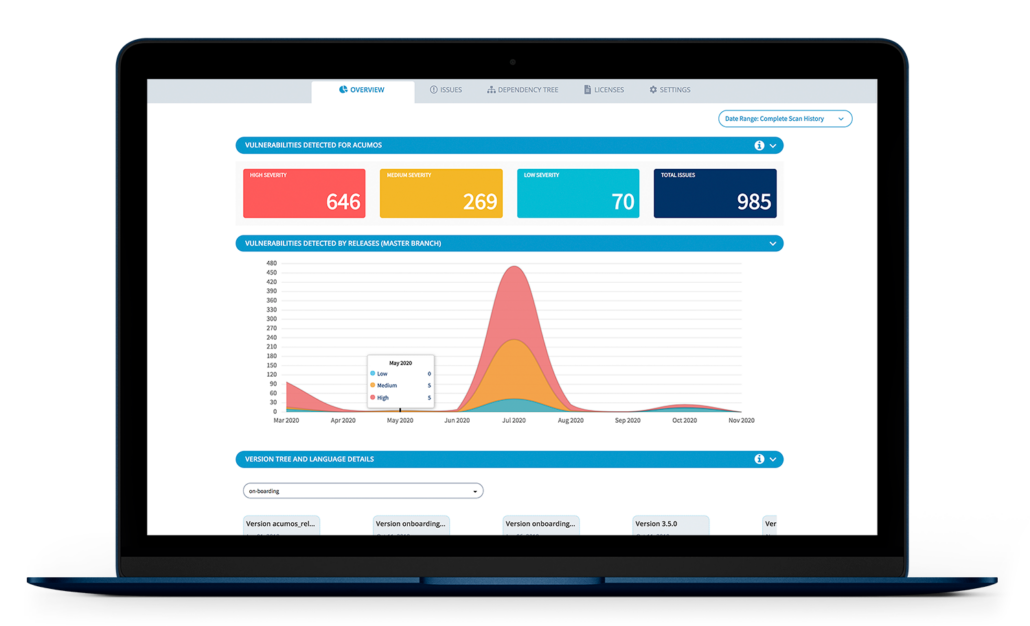 OVERVIEW ISSUES DEPENDENCY TREE LICENSES SETTINGS
Date Range: Complete Scan History
VULNERABILITIES DETECTED FOR ACUMOS
HIGH SEVERITY MEDIUM SEVERITY LOW SEVERITY TOTAL ISSUES
646 269 70 985
VULNERABILITIES DETECTED BY RELEASES (MASTER BRANCH)
480
450
420
390
360
330
300
270
240
210
180
150
120
90
60
30
0
May 2020
Low 0
Medium 5
High 5
Mar 2020 Apr 2020 May 2020 Jun 2020 Jul 2020 Aug 2020 Sep 2020 Oct 2020 Nov 2020
VERSION TREE AND LANGUAGE DETAILS
on-boarding
Version acumos_rel... Version onboarding... Version onboarding... Version 3.5.0 Ver